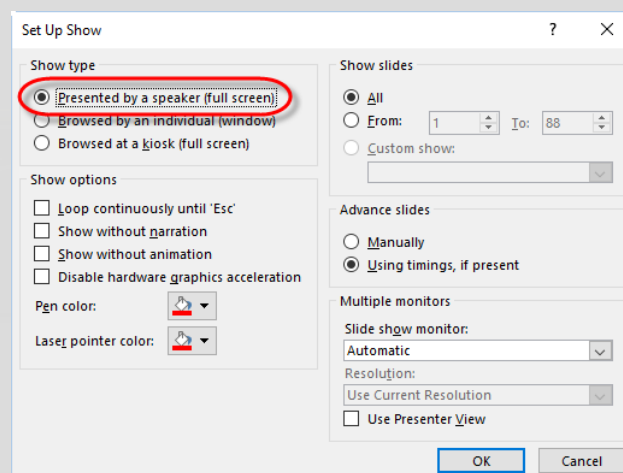 Set Up Show
?
Show type
Presented by a speaker (full screen)
Browsed by an individual (window)
Browsed at a kiosk (full screen)
Show options
Loop continuously until 'Esc'
Show without narration
Show without animation
Disable hardware graphics acceleration
Pen color:
Laser pointer color:
Show slides
All
From: 1 To: 88
Custom show:
Advance slides
Manually
Using timings, if present
Multiple monitors
Slide show monitor:
Automatic
Resolution:
Use Current Resolution
Use Presenter View
OK Cancel